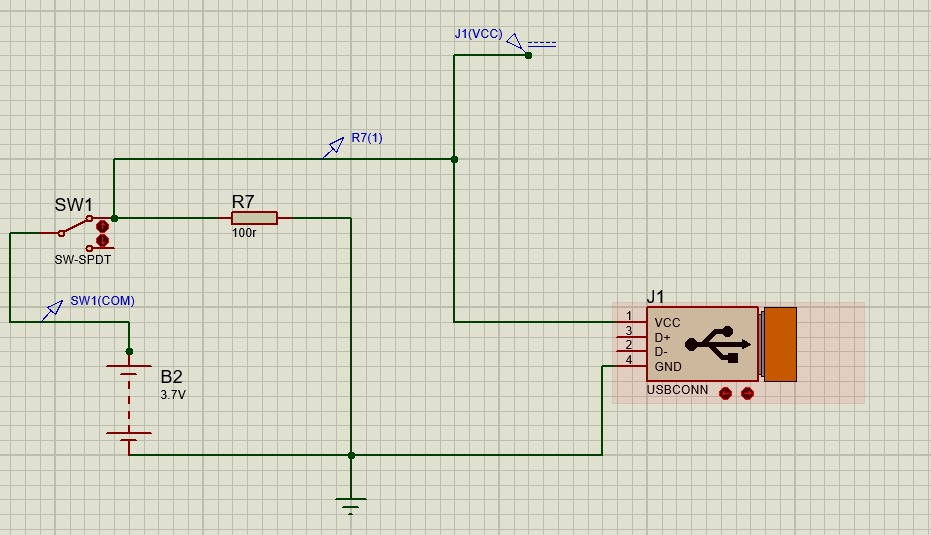 J1(VCC)
R7(1)
SW1
R7
100r
SW-SPDT
SW1(COM)
B2
3.7V
J1
1
VCC
3
D+
2
D-
4
GND
USBCONN